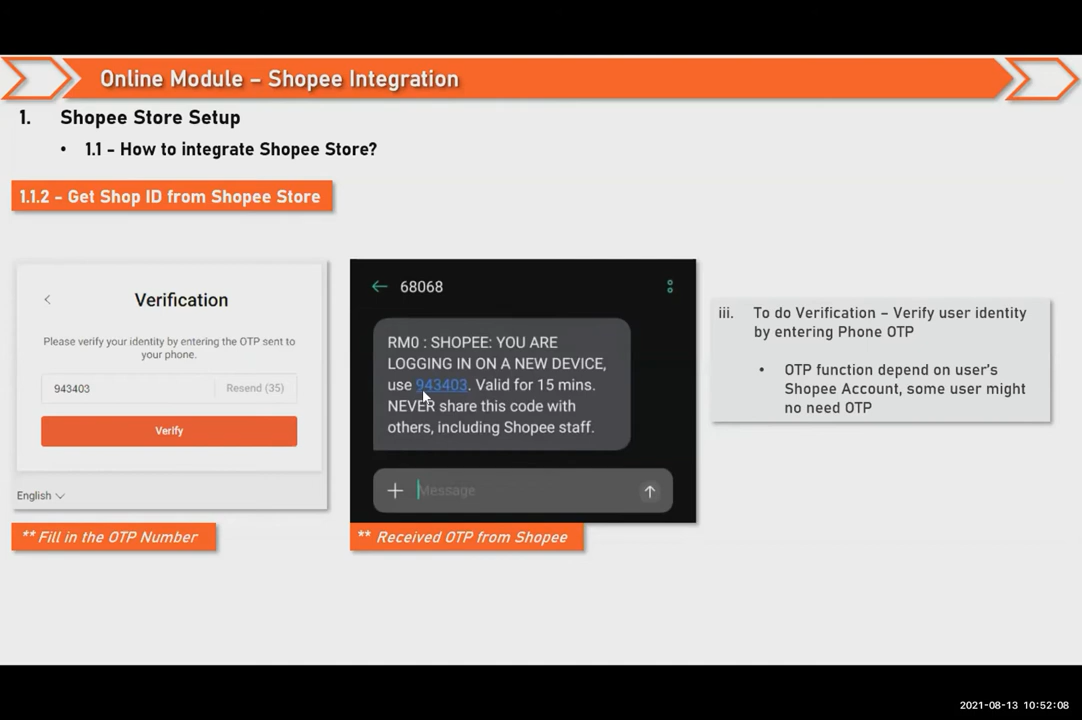 Online Module – Shopee Integration
1. Shopee Store Setup
• 1.1 - How to integrate Shopee Store?
1.1.2 - Get Shop ID from Shopee Store
Verification
Please verify your identity by entering the OTP sent to
your phone.
943403 Resend (35)
Verify
English
** Fill in the OTP Number
68068
RM0 : SHOPEE: YOU ARE
LOGGING IN ON A NEW DEVICE,
use 943403. Valid for 15 mins.
NEVER share this code with
others, including Shopee staff.
Message
** Received OTP from Shopee
iii. To do Verification – Verify user identity
by entering Phone OTP
• OTP function depend on user's
Shopee Account, some user might
no need OTP
2021-08-13 10:52:08